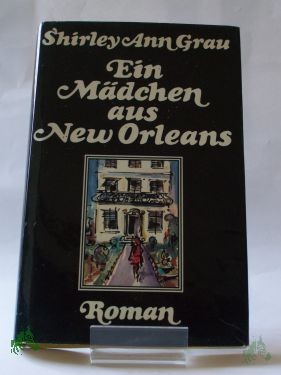 Shirley Ann Grau
Ein
Mädchen
aus
New Orleans
Roman